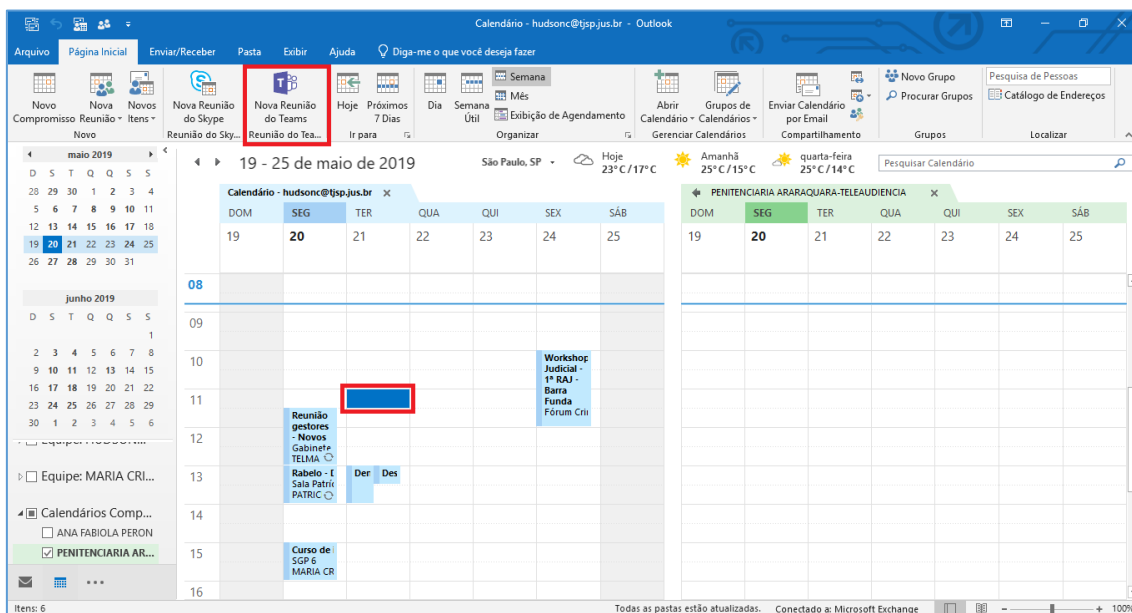 Calendário - hudsonc@tjsp.jus.br - Outlook
Arquivo Página Inicial Enviar/Receber Pasta Exibir Ajuda Diga-me o que você deseja fazer
Novo Compromisso
Nova Reunião
Novos Itens
Novo
Nova Reunião do Skype
Reunião do Sky...
Nova Reunião do Teams
Reunião do Tea...
Hoje
Próximos 7 Dias
Ir para
Dia
Semana Útil
Semana
Mês
Exibição de Agendamento
Organizar
Abrir Calendário
Grupos de Calendários
Gerenciar Calendários
Enviar Calendário por Email
Compartilhamento
Novo Grupo
Procurar Grupos
Grupos
Pesquisa de Pessoas
Catálogo de Endereços
Localizar
maio 2019
D S T Q Q S S
28 29 30 1 2 3 4
5 6 7 8 9 10 11
12 13 14 15 16 17 18
19 20 21 22 23 24 25
26 27 28 29 30 31
junho 2019
D S T Q Q S S
1
2 3 4 5 6 7 8
9 10 11 12 13 14 15
16 17 18 19 20 21 22
23 24 25 26 27 28 29
30 1 2 3 4 5 6
Equipe: MARIA CRI...
Calendários Comp...
ANA FABIOLA PERON
PENITENCIARIA AR...
19 - 25 de maio de 2019
São Paulo, SP
Hoje
23° C / 17° C
Amanhã
25° C / 15° C
quarta-feira
25° C / 14° C
Pesquisar Calendário
Calendário - hudsonc@tjsp.jus.br
PENITENCIARIA ARARAQUARA-TELEAUDIENCIA
DOM SEG TER QUA QUI SEX SÁB
DOM SEG TER QUA QUI SEX SÁB
19 20 21 22 23 24 25
19 20 21 22 23 24 25
08
09
10
Workshop
Judicial -
1ª RAJ -
Barra
Funda
Fórum Cri
11
Reunião
gestores
- Novos
Gabinete
TELMA
12
13
Rabelo - 
Sala Patríc
PATRIC
Der
Des
14
15
Curso de
SGP 6
MARIA CR
16
Itens: 6
Todas as pastas estão atualizadas.
Conectado a: Microsoft Exchange
100%